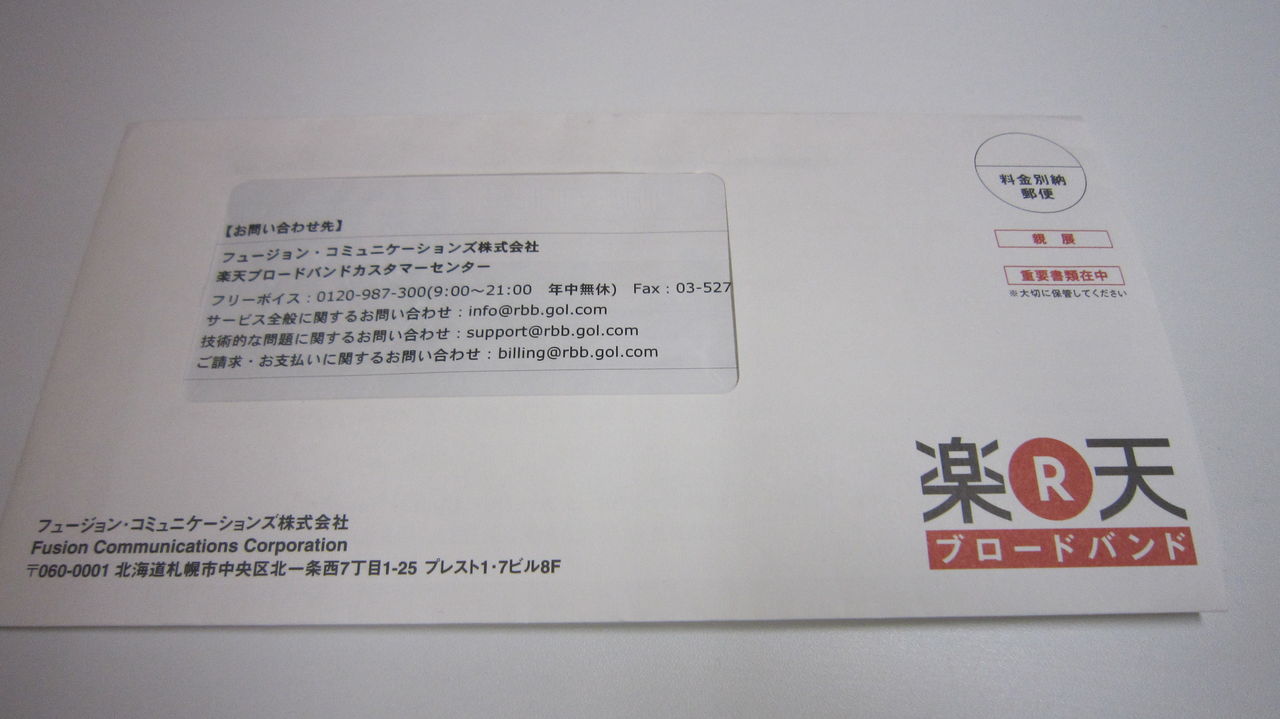 料金別納
郵便
親展
重要書類在中
※大切に保管してください
【お問い合わせ先】
フュージョン・コミュニケーションズ株式会社
楽天ブロードバンドカスタマーセンター
フリーボイス：0120-987-300(9:00～21:00　年中無休)　Fax：03-527
サービス全般に関するお問い合わせ：info@rbb.gol.com
技術的な問題に関するお問い合わせ：support@rbb.gol.com
ご請求・お支払いに関するお問い合わせ：billing@rbb.gol.com
楽R天
ブロードバンド
フュージョン・コミュニケーションズ株式会社
Fusion Communications Corporation
〒060-0001 北海道札幌市中央区北一条西7丁目1-25 プレスト1・7ビル8F